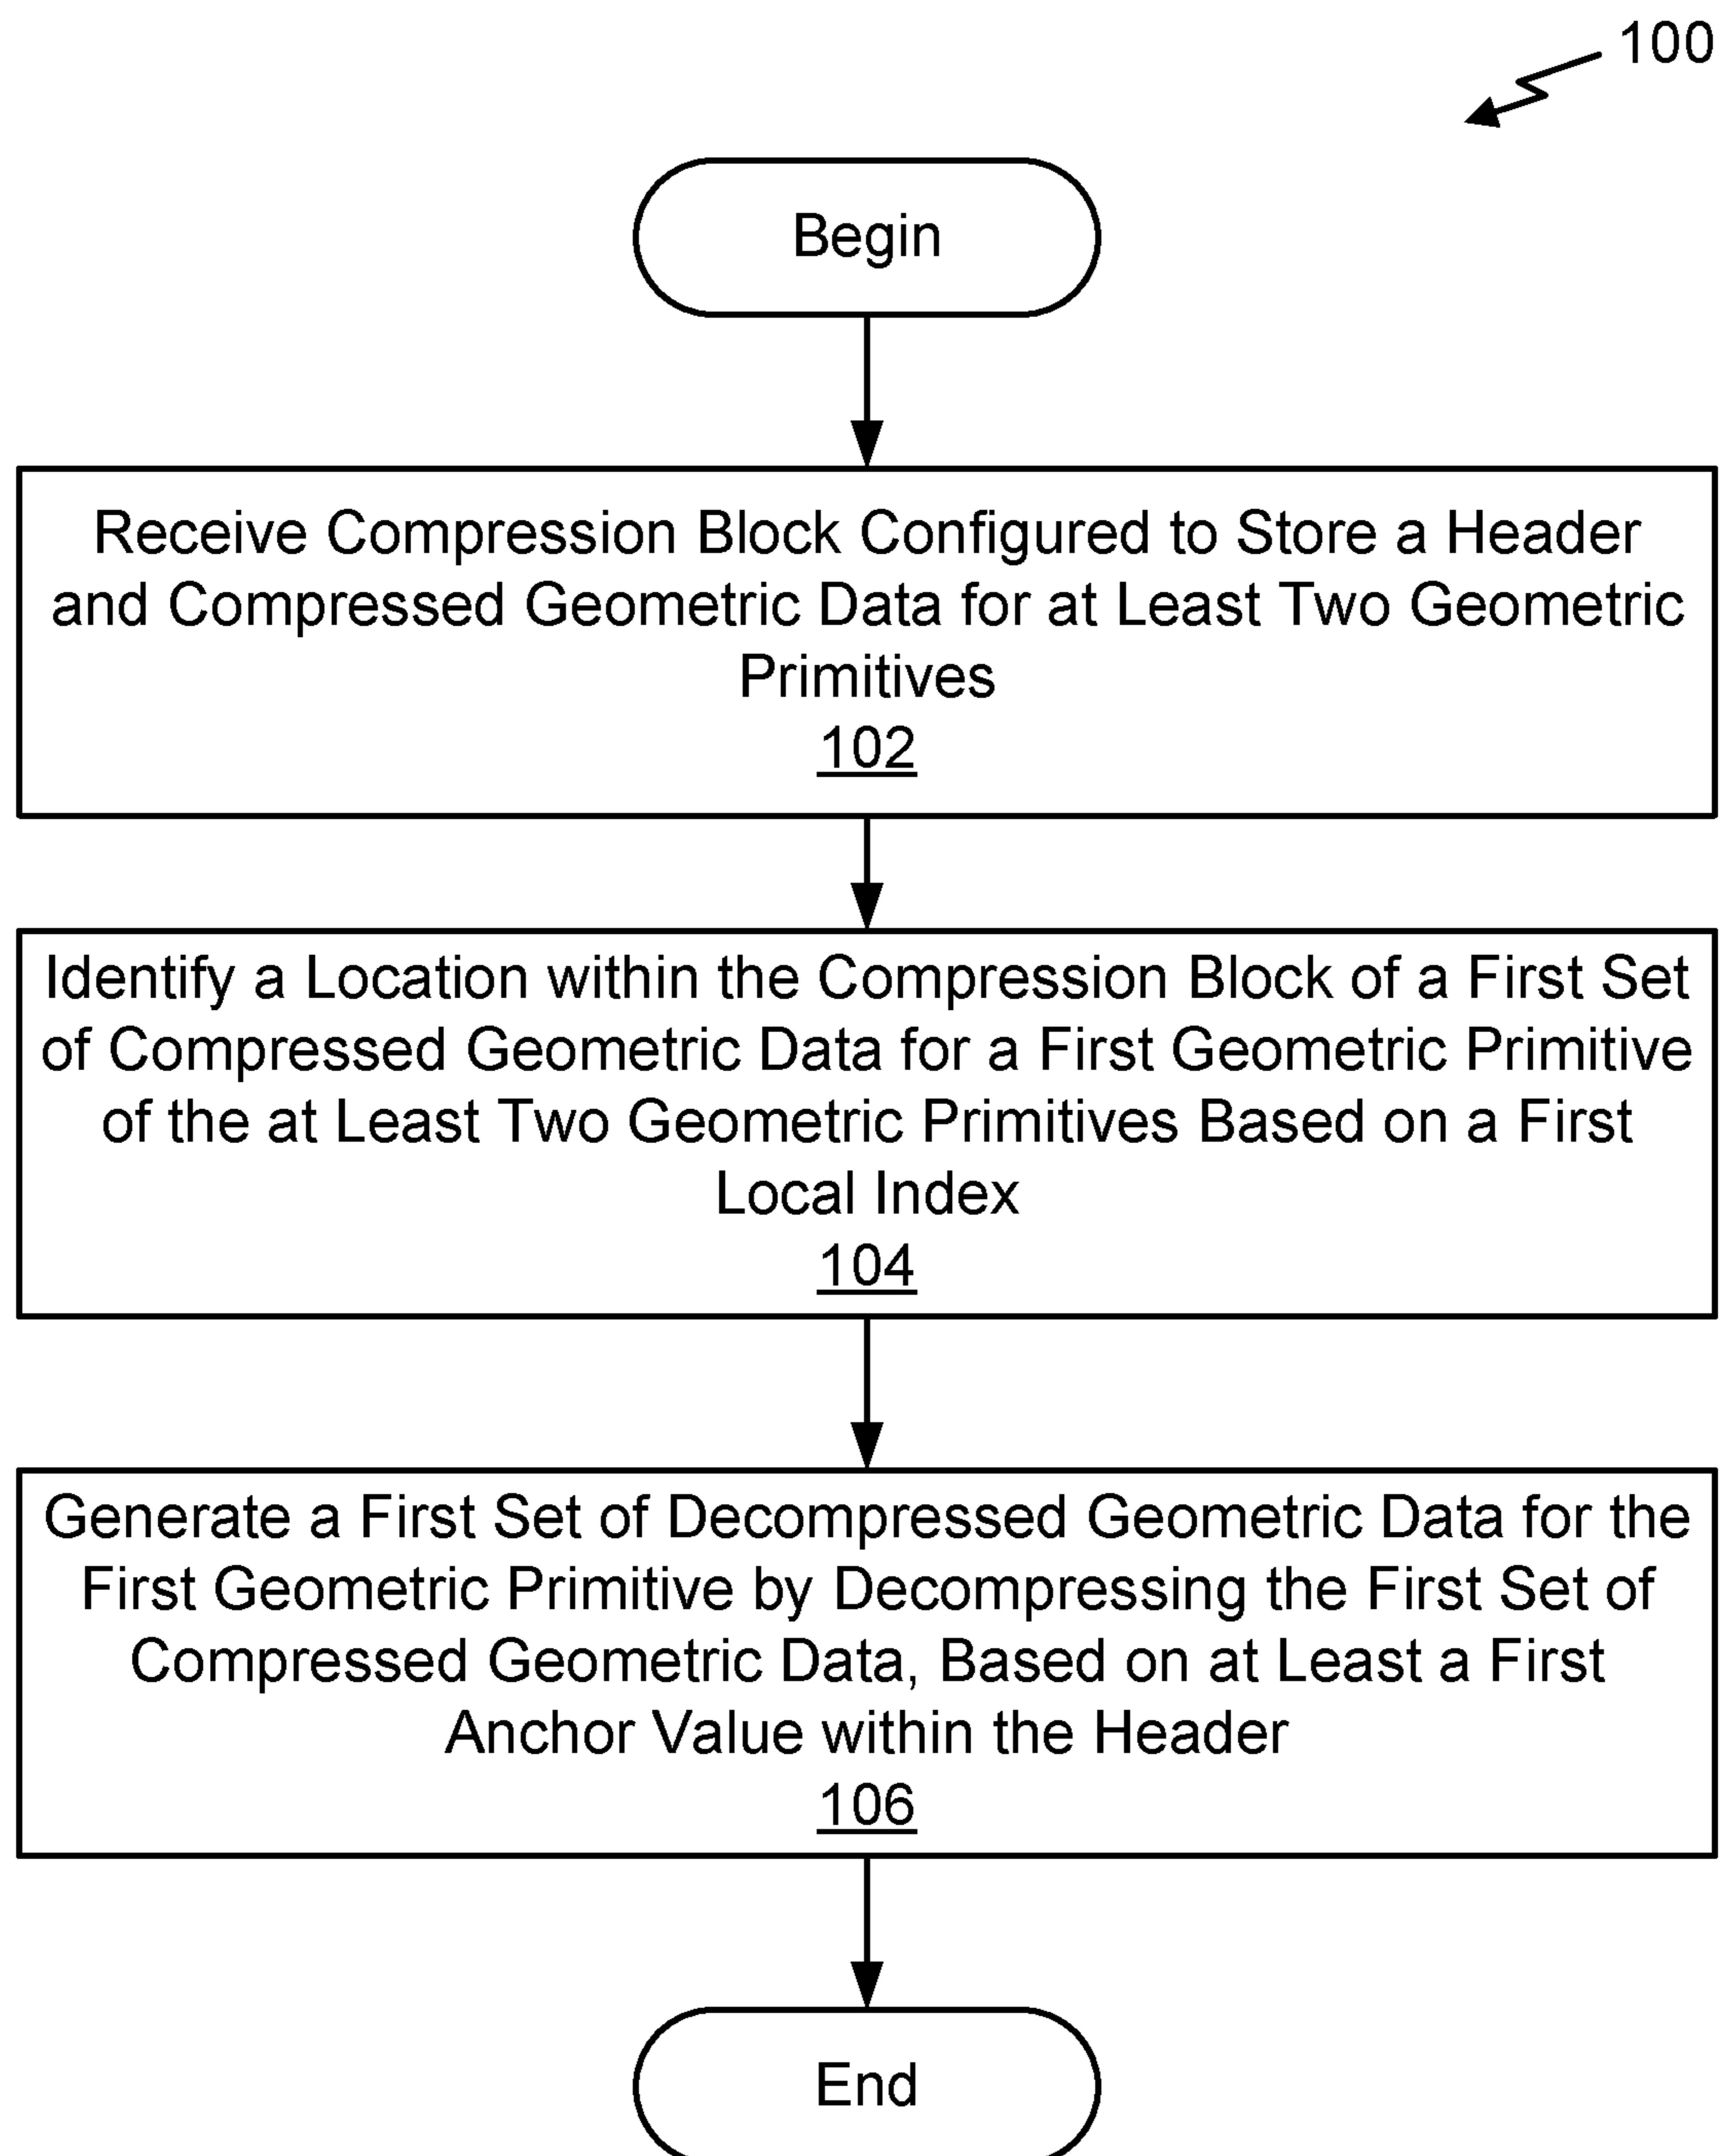 100
Begin
Receive Compression Block Configured to Store a Header
and Compressed Geometric Data for at Least Two Geometric
Primitives
102
Identify a Location within the Compression Block of a First Set
of Compressed Geometric Data for a First Geometric Primitive
of the at Least Two Geometric Primitives Based on a First
Local Index
104
Generate a First Set of Decompressed Geometric Data for the
First Geometric Primitive by Decompressing the First Set of
Compressed Geometric Data, Based on at Least a First
Anchor Value within the Header
106
End